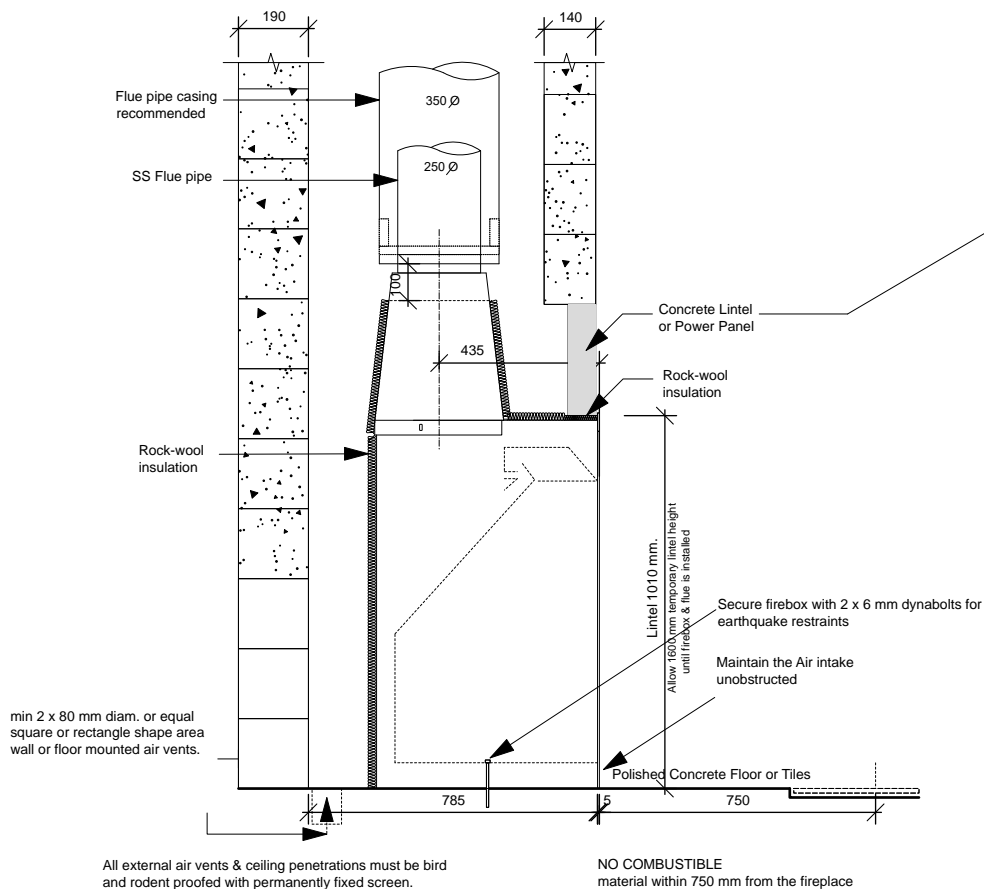 190
140
Flue pipe casing
recommended
350 Ø
SS Flue pipe
250 Ø
100
Concrete Lintel
or Power Panel
435
Rock-wool
insulation
Rock-wool
insulation
Lintel 1010 mm.
Allow 1600 mm temporary lintel height
until firebox & flue is installed
Secure firebox with 2 x 6 mm dynabolts for
earthquake restraints
Maintain the Air intake
unobstructed
min 2 x 80 mm diam. or equal
square or rectangle shape area
wall or floor mounted air vents.
Polished Concrete Floor or Tiles
785
5
750
All external air vents & ceiling penetrations must be bird
and rodent proofed with permanently fixed screen.
NO COMBUSTIBLE
material within 750 mm from the fireplace